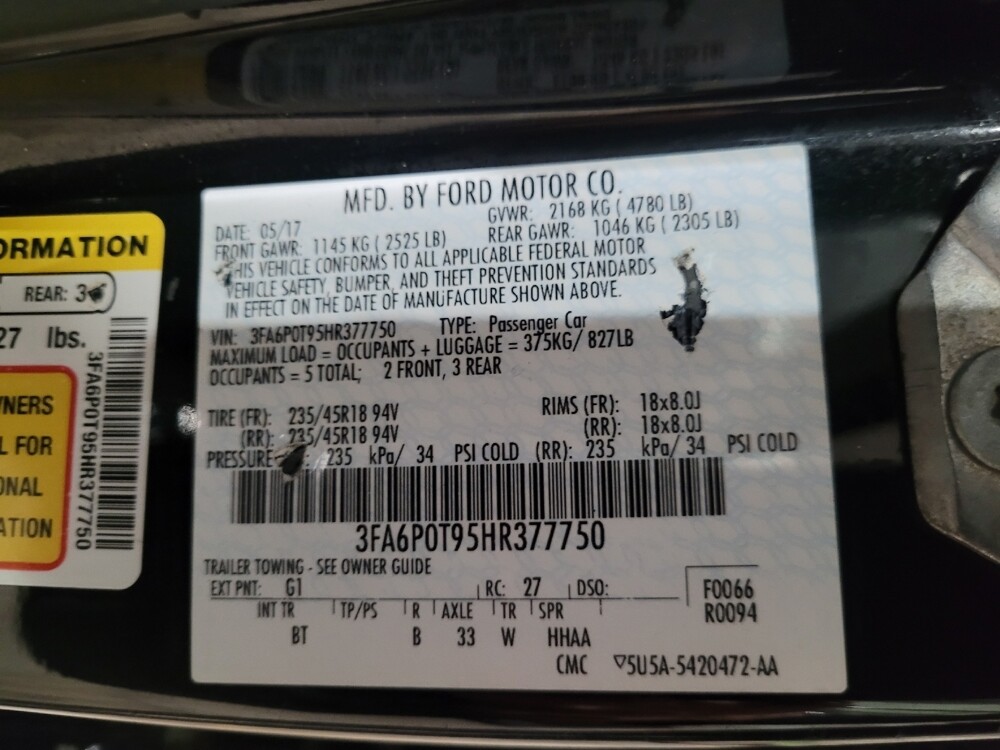 ORMATION
REAR: 3
27 lbs.
WNERS
L FOR
ONAL
ATION
3FA6P0T95HR377750
MFD. BY FORD MOTOR CO.
DATE: 05/17 GVWR: 2168 KG ( 4780 LB)
FRONT GAWR: 1145 KG ( 2525 LB) REAR GAWR: 1046 KG ( 2305 LB)
THIS VEHICLE CONFORMS TO ALL APPLICABLE FEDERAL MOTOR
VEHICLE SAFETY, BUMPER, AND THEFT PREVENTION STANDARDS
IN EFFECT ON THE DATE OF MANUFACTURE SHOWN ABOVE.
VIN: 3FA6P0T95HR377750 TYPE: Passenger Car
MAXIMUM LOAD = OCCUPANTS + LUGGAGE = 375KG/ 827LB
OCCUPANTS = 5 TOTAL; 2 FRONT, 3 REAR
TIRE (FR): 235/45R18 94V RIMS (FR): 18x8.0J
(RR): 235/45R18 94V (RR): 18x8.0J
PRESSURE 235 kPa/ 34 PSI COLD (RR): 235 kPa/ 34 PSI COLD
3FA6P0T95HR377750
TRAILER TOWING - SEE OWNER GUIDE
EXT PNT: G1 RC: 27 DSO: F0066
INT TR TP/PS R AXLE TR SPR R0094
BT B 33 W HHAA
CMC ▽5U5A-5420472-AA